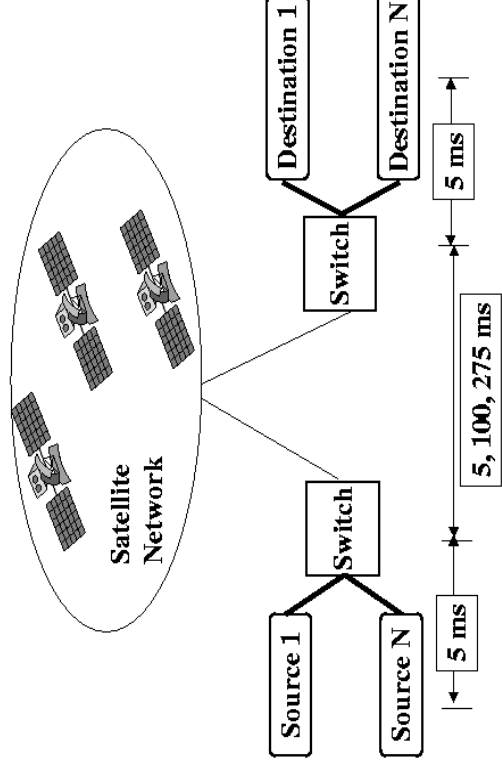 Satellite
Network
Source 1
Source N
Switch
Switch
Destination 1
Destination N
5 ms
5, 100, 275 ms
5 ms